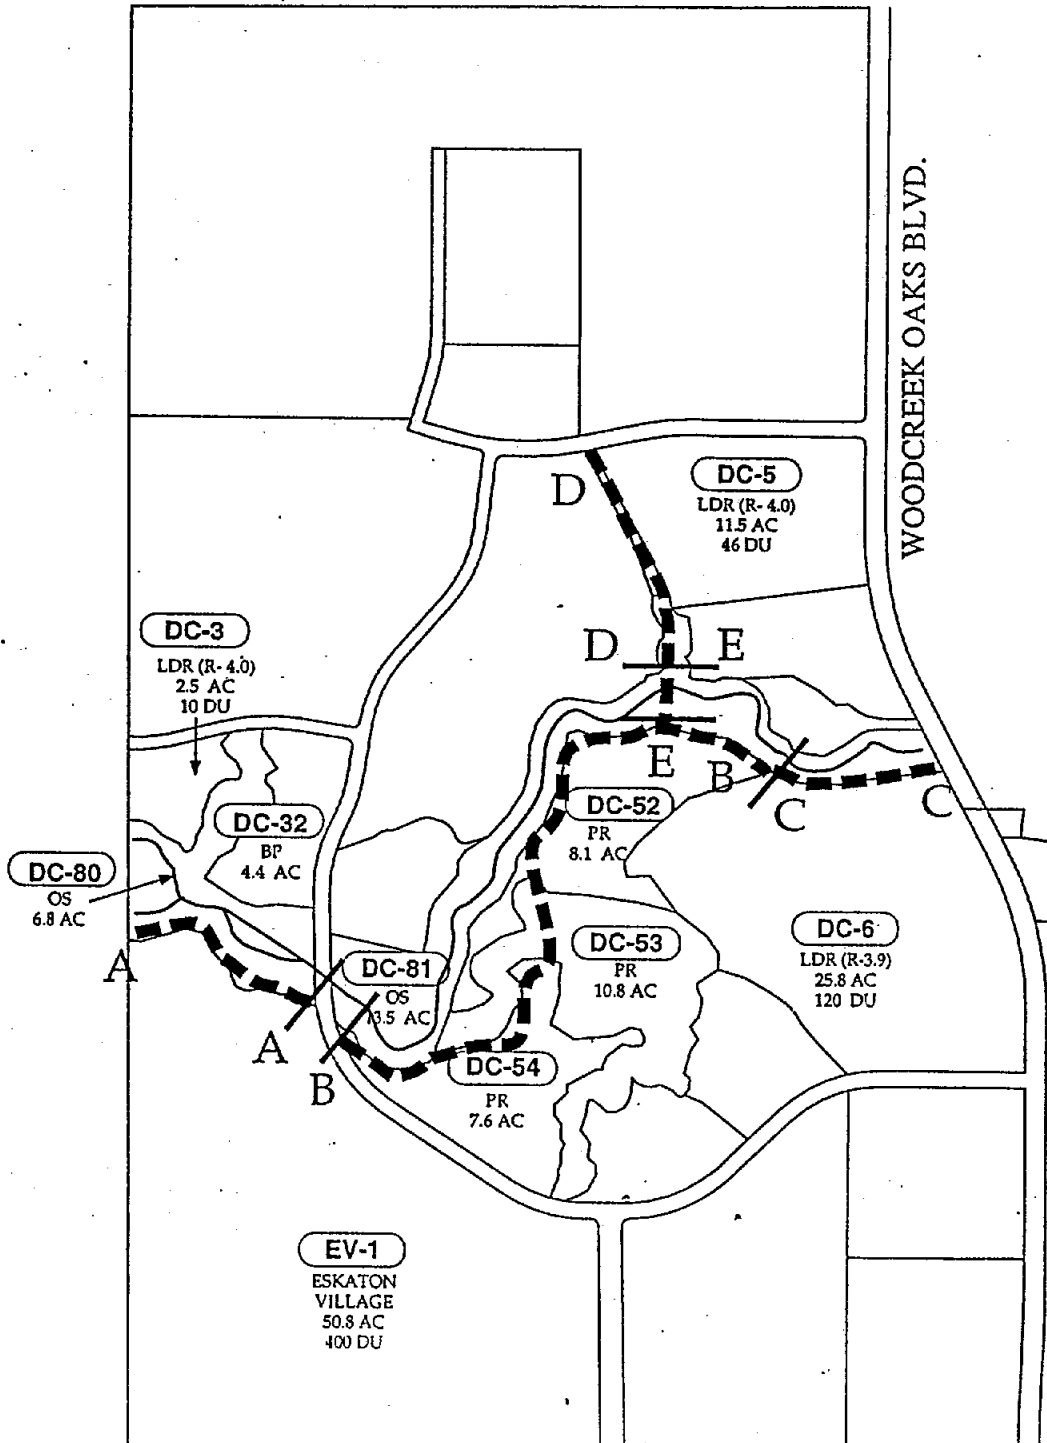 WOODCREEK OAKS BLVD.
DC-5
LDR (R- 4.0)
11.5 AC
46 DU
D
DC-3
LDR (R- 4.0)
2.5 AC
10 DU
D
E
E
B
C
C
DC-52
PR
8.1 AC
DC-32
BP
4.4 AC
DC-80
OS
6.8 AC
A
DC-53
PR
10.8 AC
DC-6
LDR (R-3.9)
25.8 AC
120 DU
DC-81
OS
13.5 AC
A
B
DC-54
PR
7.6 AC
EV-1
ESKATON
VILLAGE
50.8 AC
400 DU